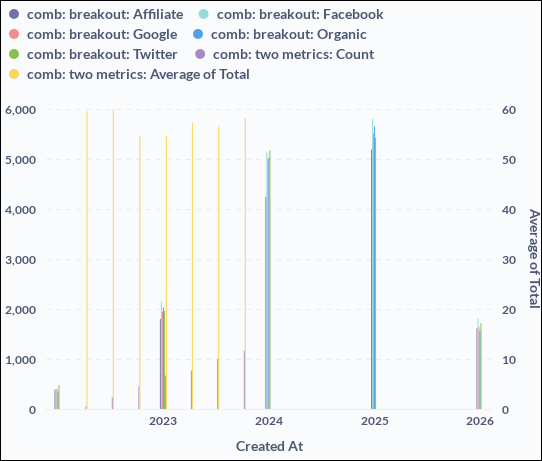 comb: breakout: Affiliate comb: breakout: Facebook
comb: breakout: Google comb: breakout: Organic
comb: breakout: Twitter comb: two metrics: Count
comb: two metrics: Average of Total
6,000 60
5,000 50
4,000 40
3,000 30
2,000 20
1,000 10
0 0
Average of Total
2023 2024 2025 2026
Created At